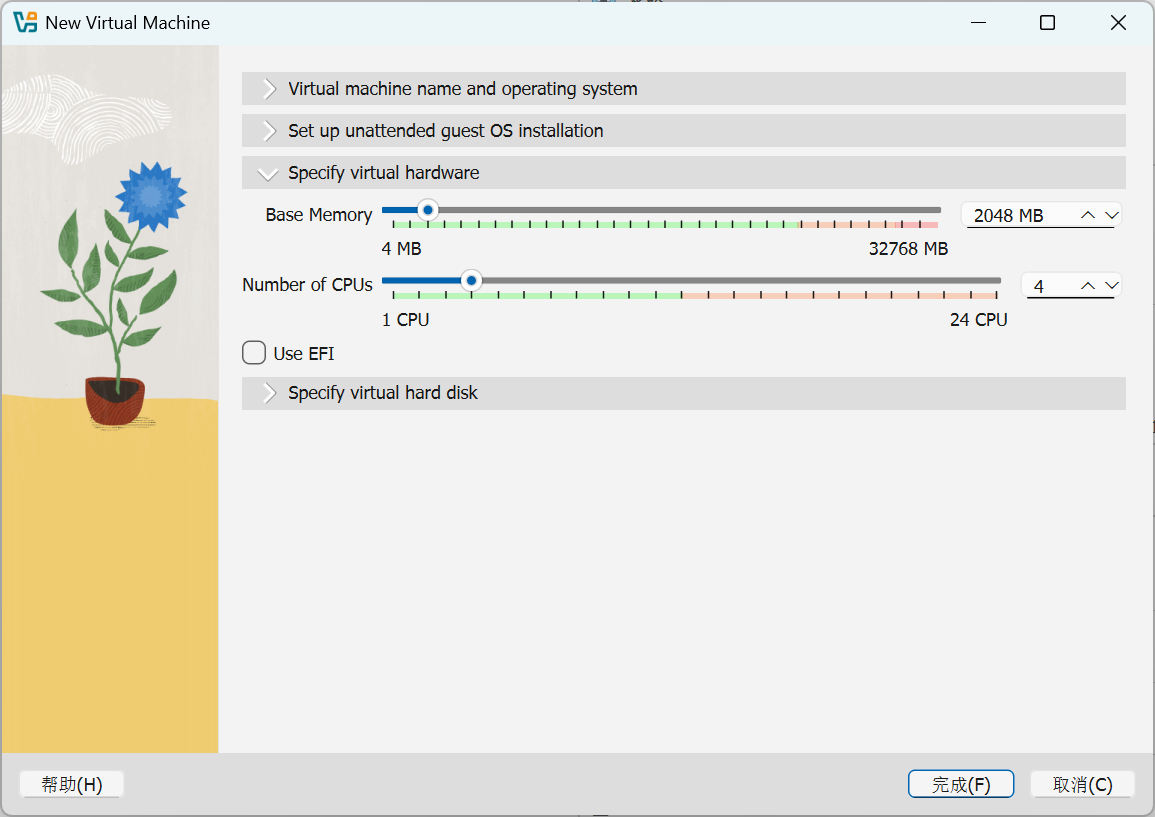 New Virtual Machine
Virtual machine name and operating system
Set up unattended guest OS installation
Specify virtual hardware
Base Memory
2048 MB
4 MB
32768 MB
Number of CPUs
4
1 CPU
24 CPU
Use EFI
Specify virtual hard disk
帮助(H)
完成(F)
取消(C)